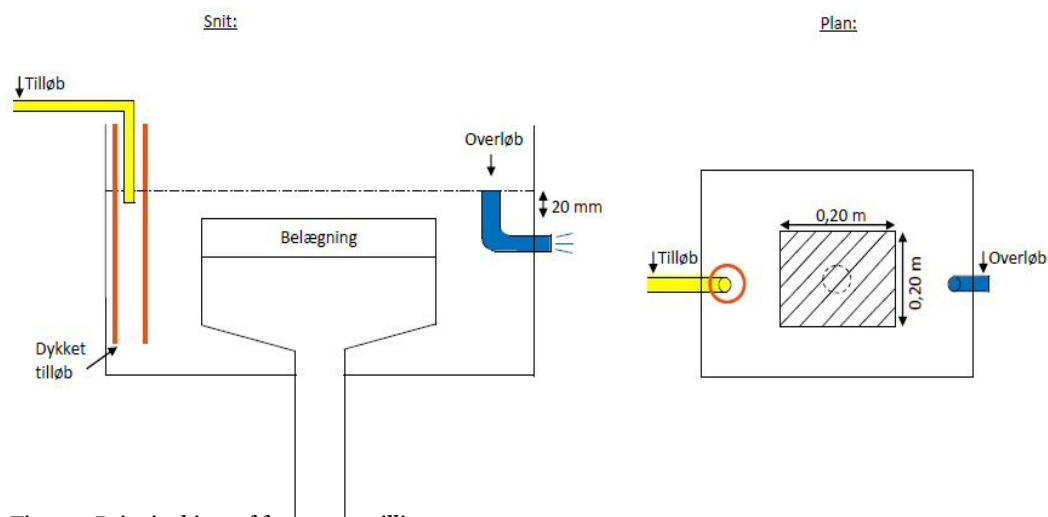 Snit:
Plan:
Tilløb
Overløb
20 mm
Belægning
Dykket
tilløb
0,20 m
0,20 m
Tilløb
Overløb